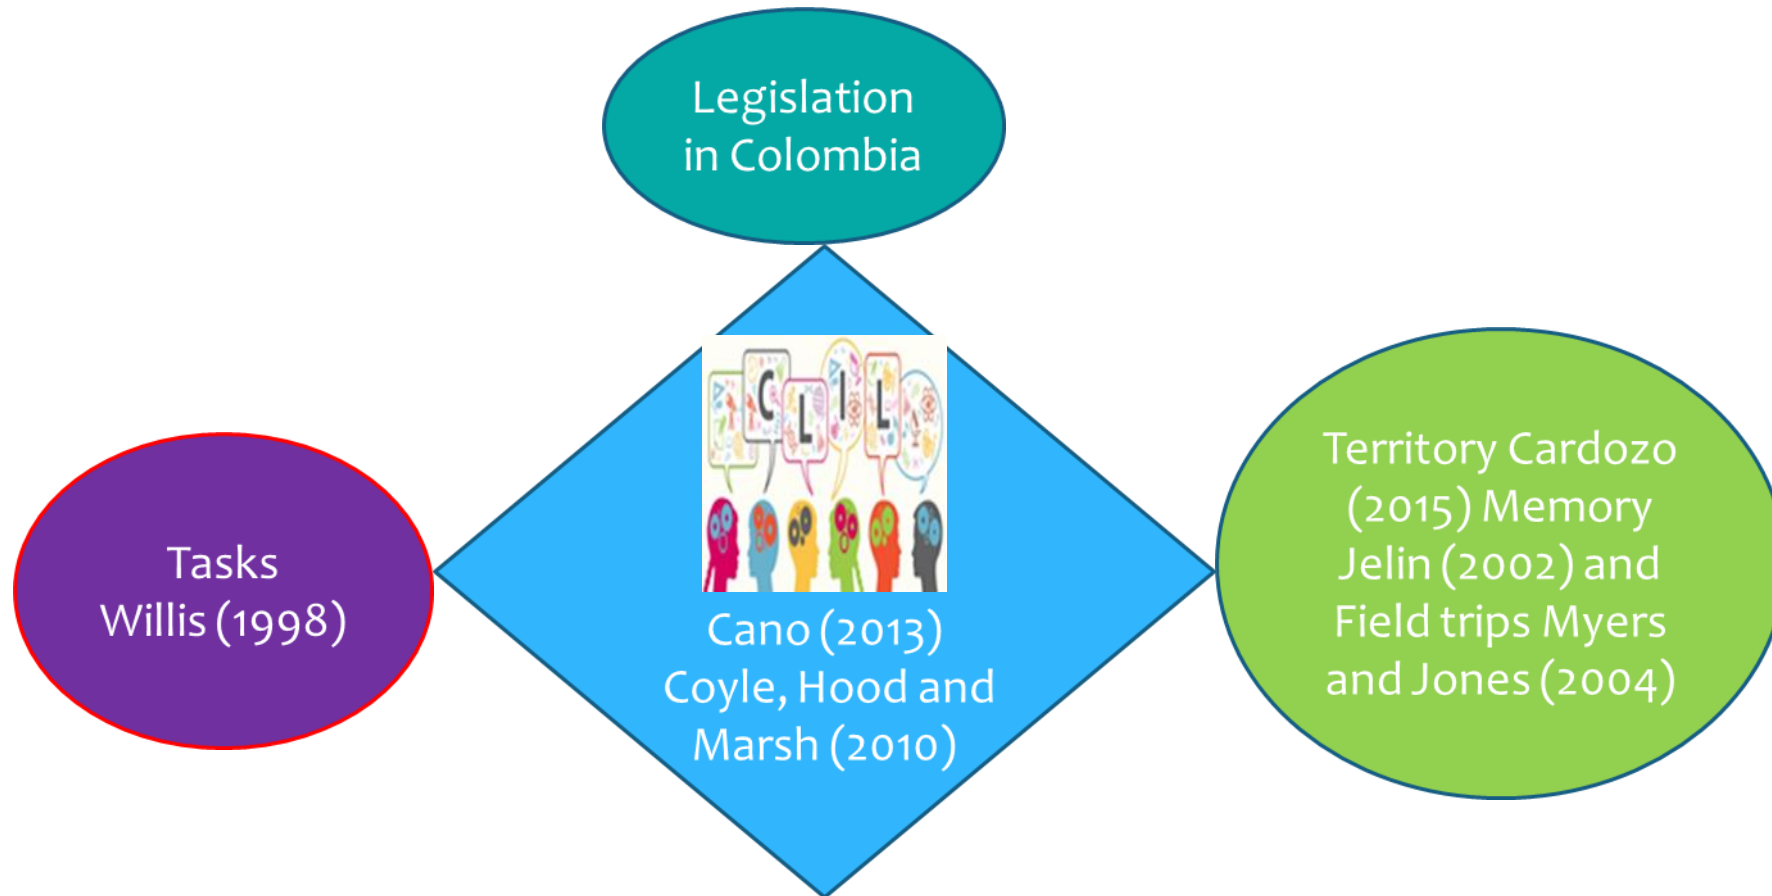 Legislation
in Colombia
CLIL
Cano (2013)
Coyle, Hood and
Marsh (2010)
Tasks
Willis (1998)
Territory Cardozo
(2015) Memory
Jelin (2002) and
Field trips Myers
and Jones (2004)